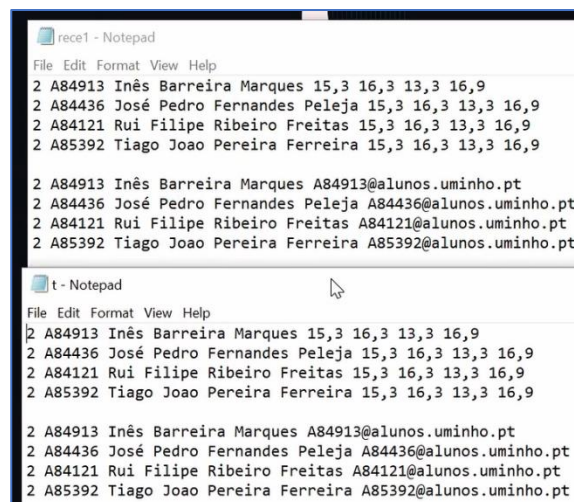 rece1 - Notepad
File Edit Format View Help
2 A84913 Inês Barreira Marques 15,3 16,3 13,3 16,9
2 A84436 José Pedro Fernandes Peleja 15,3 16,3 13,3 16,9
2 A84121 Rui Filipe Ribeiro Freitas 15,3 16,3 13,3 16,9
2 A85392 Tiago Joao Pereira Ferreira 15,3 16,3 13,3 16,9
2 A84913 Inês Barreira Marques A84913@alunos.uminho.pt
2 A84436 José Pedro Fernandes Peleja A84436@alunos.uminho.pt
2 A84121 Rui Filipe Ribeiro Freitas A84121@alunos.uminho.pt
2 A85392 Tiago Joao Pereira Ferreira A85392@alunos.uminho.pt
t - Notepad
File Edit Format View Help
2 A84913 Inês Barreira Marques 15,3 16,3 13,3 16,9
2 A84436 José Pedro Fernandes Peleja 15,3 16,3 13,3 16,9
2 A84121 Rui Filipe Ribeiro Freitas 15,3 16,3 13,3 16,9
2 A85392 Tiago Joao Pereira Ferreira 15,3 16,3 13,3 16,9
2 A84913 Inês Barreira Marques A84913@alunos.uminho.pt
2 A84436 José Pedro Fernandes Peleja A84436@alunos.uminho.pt
2 A84121 Rui Filipe Ribeiro Freitas A84121@alunos.uminho.pt
2 A85392 Tiago Joao Pereira Ferreira A85392@alunos.uminho.pt